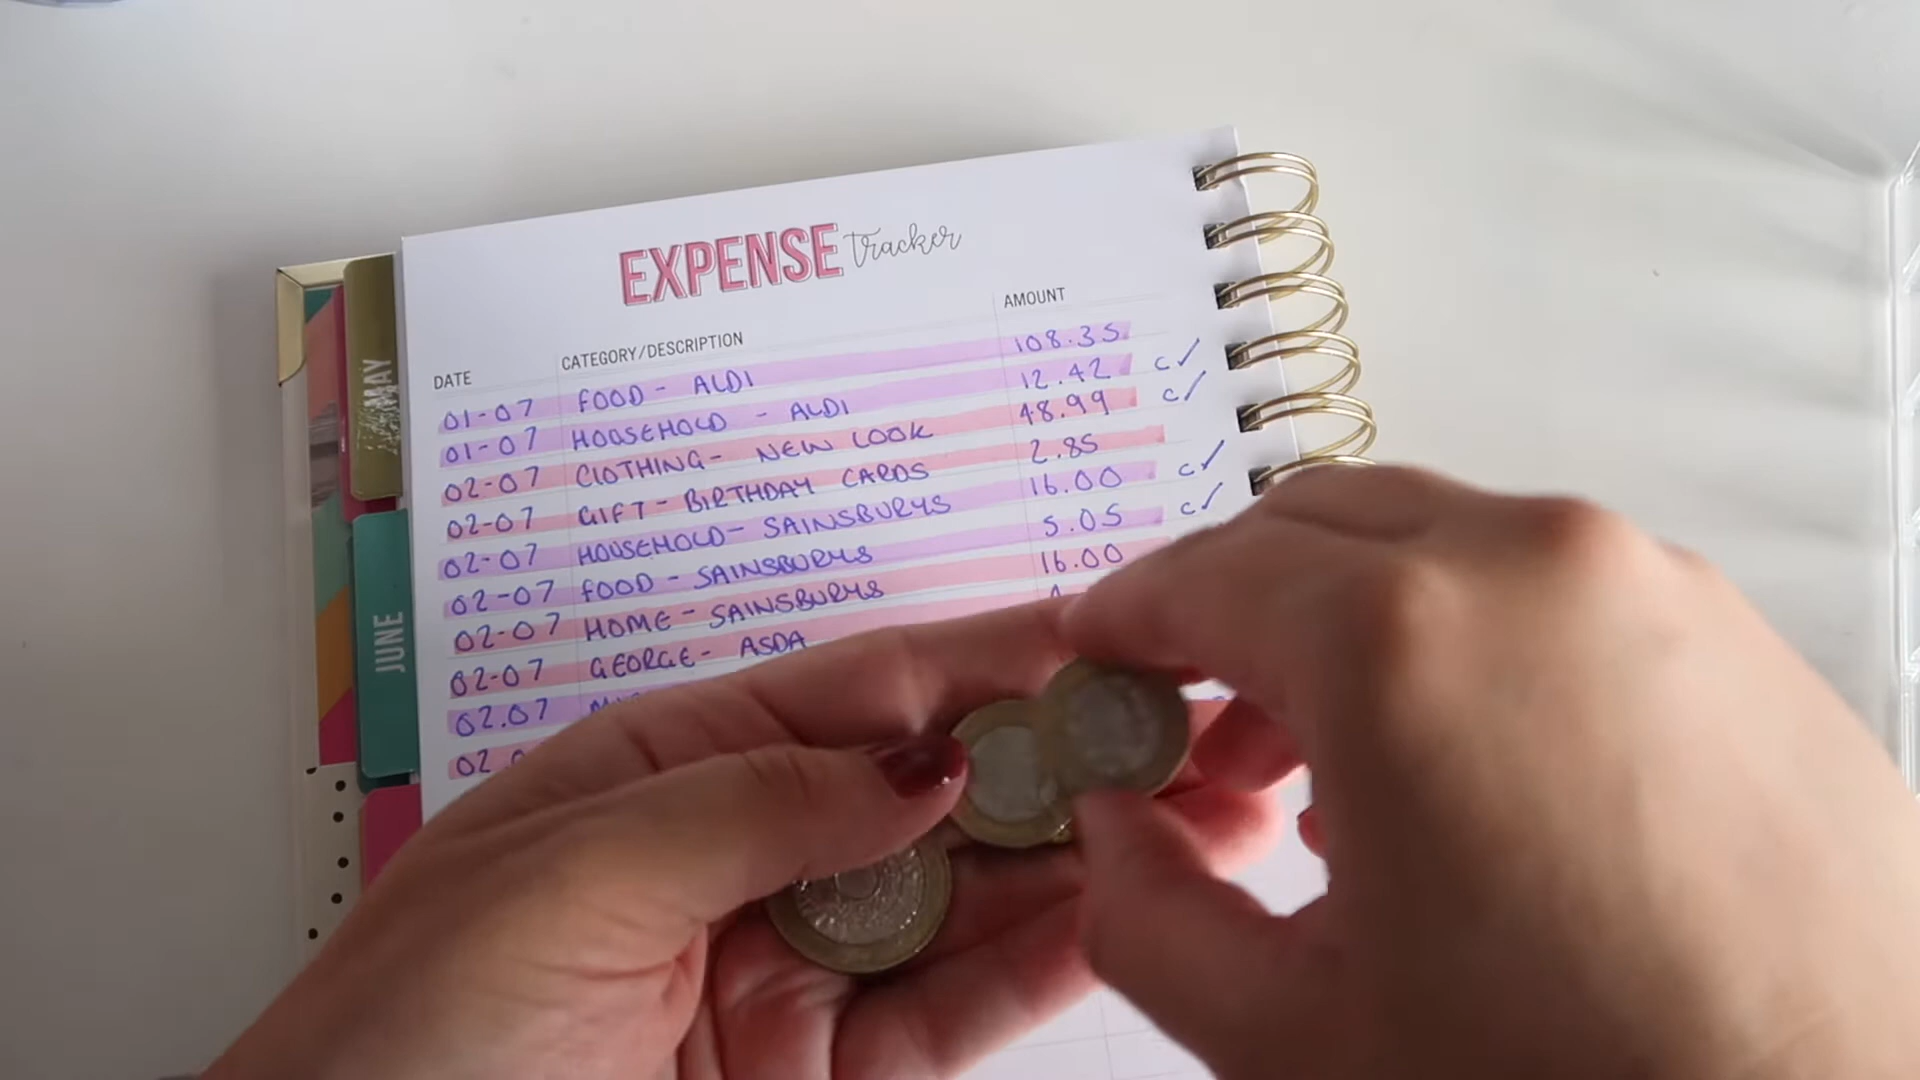 EXPENSE tracker
DATE CATEGORY/DESCRIPTION AMOUNT
01-07 FOOD - ALDI 108.35
01-07 HOUSEHOLD - ALDI 12.42 C✓
02-07 CLOTHING - NEW LOOK 48.99 C✓
02-07 GIFT - BIRTHDAY CARDS 2.85
02-07 HOUSEHOLD - SAINSBURYS 16.00 C✓
02-07 FOOD - SAINSBURYS 5.05 C✓
02-07 HOME - SAINSBURYS 16.00
02-07 GEORGE - ASDA
02.07
02
MAY
JUNE